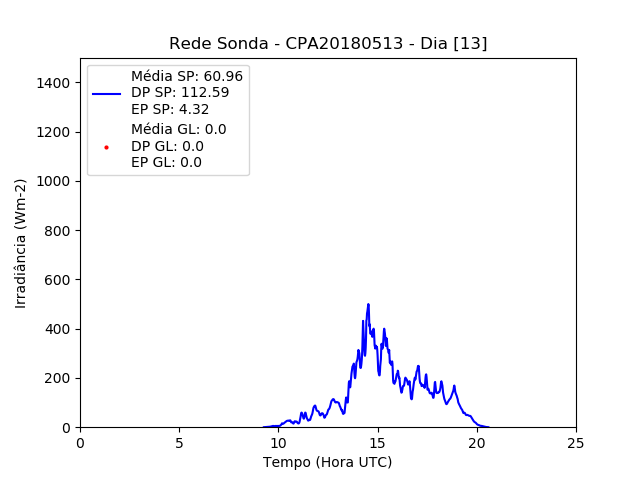 Rede Sonda - CPA20180513 - Dia [13]
Média SP: 60.96
DP SP: 112.59
EP SP: 4.32
Média GL: 0.0
DP GL: 0.0
EP GL: 0.0
Irradiância (Wm-2)
1400
1200
1000
800
600
400
200
0
0 5 10 15 20 25
Tempo (Hora UTC)